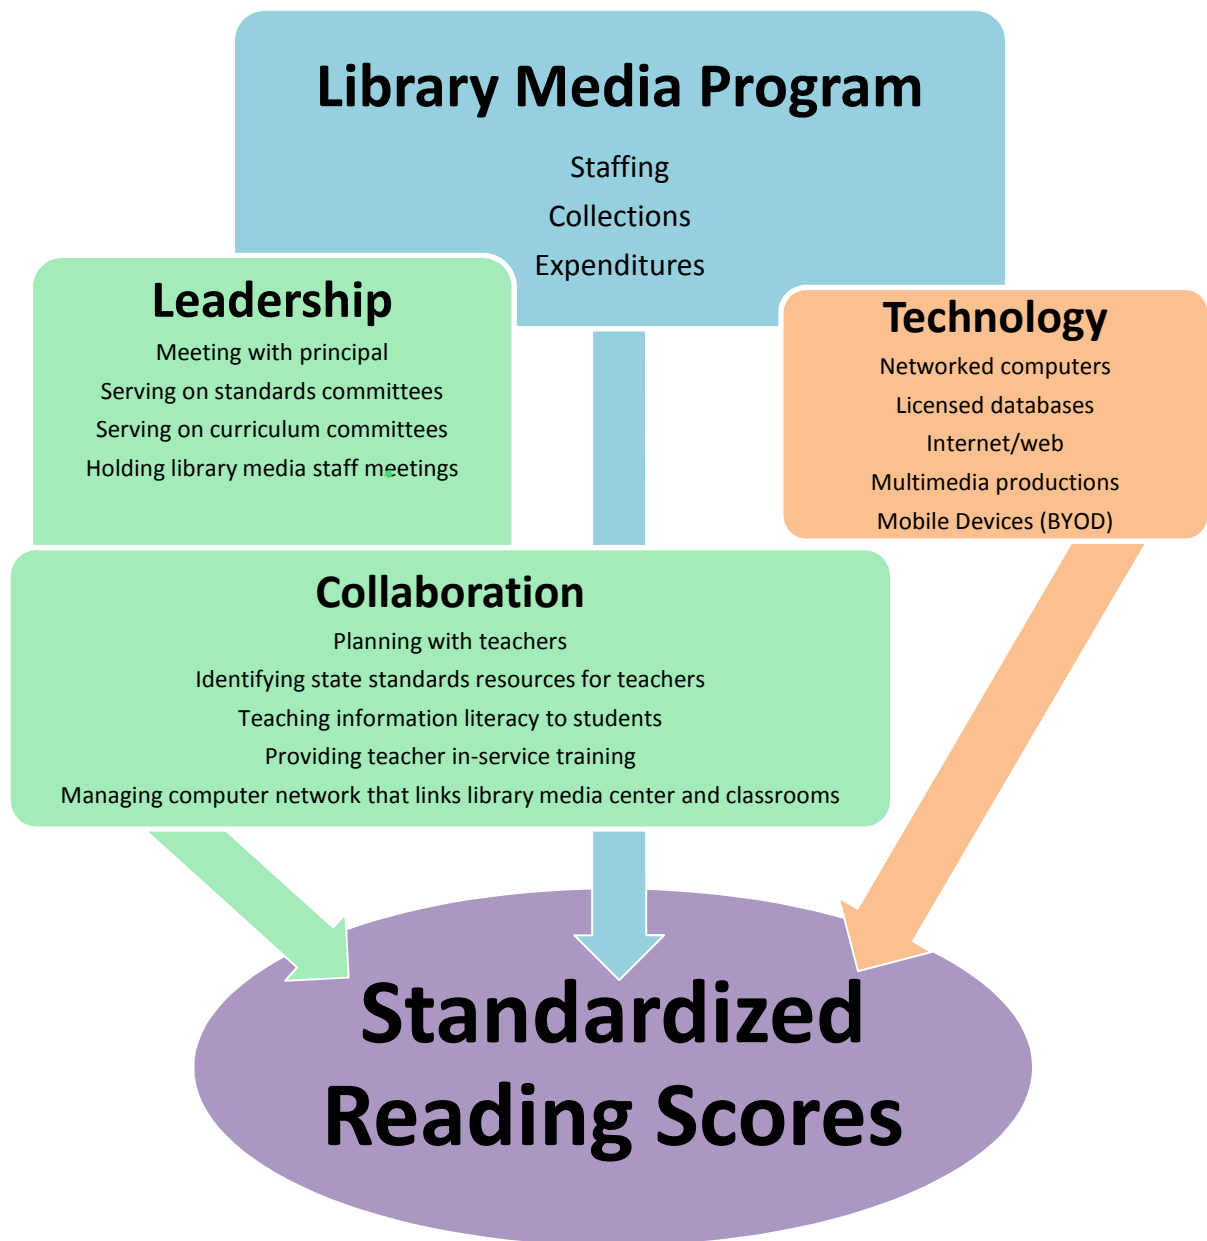 Library Media Program
Staffing
Collections
Expenditures
Leadership
Meeting with principal
Serving on standards committees
Serving on curriculum committees
Holding library media staff meetings
Technology
Networked computers
Licensed databases
Internet/web
Multimedia productions
Mobile Devices (BYOD)
Collaboration
Planning with teachers
Identifying state standards resources for teachers
Teaching information literacy to students
Providing teacher in-service training
Managing computer network that links library media center and classrooms
Standardized
Reading Scores